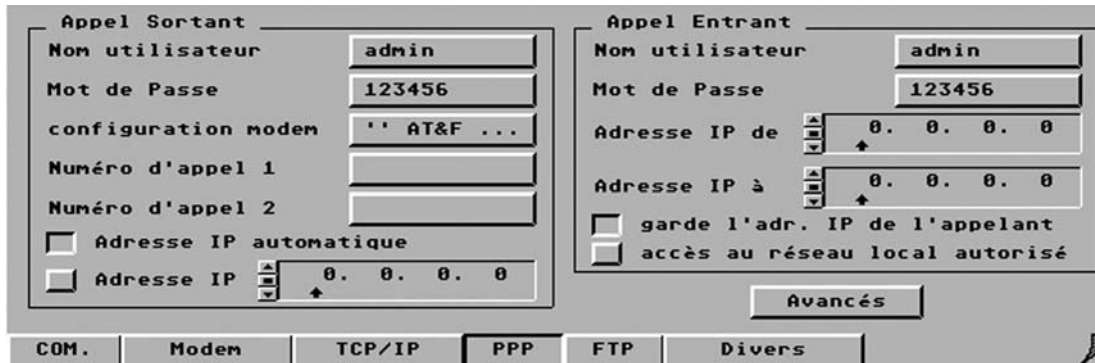 Appel Sortant
Nom utilisateur admin
Mot de Passe 123456
configuration modem '' AT&F ...
Numéro d'appel 1
Numéro d'appel 2
Adresse IP automatique
Adresse IP 0. 0. 0. 0
Appel Entrant
Nom utilisateur admin
Mot de Passe 123456
Adresse IP de 0. 0. 0. 0
Adresse IP à 0. 0. 0. 0
garde l'adr. IP de l'appelant
accès au réseau local autorisé
Avancés
COM. Modem TCP/IP PPP FTP Divers